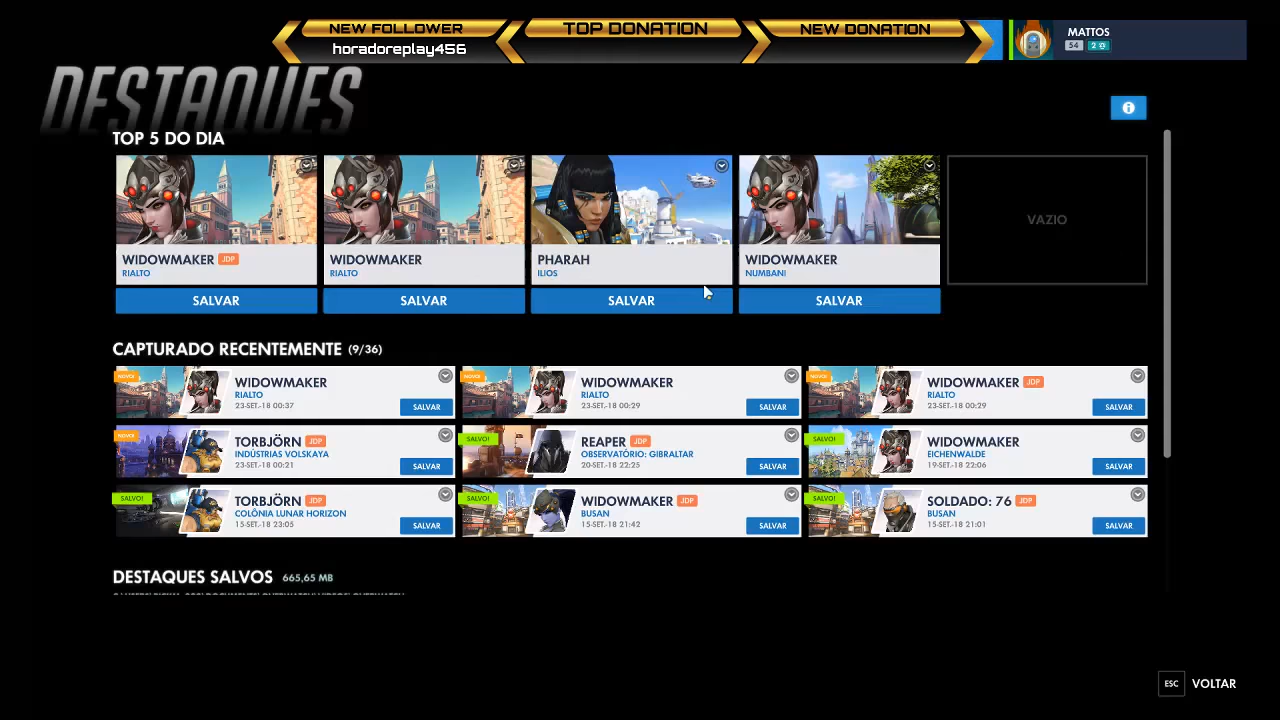 NEW FOLLOWER
horadoreplay456
TOP DONATION
NEW DONATION
MATTOS
54
2
DESTAQUES
TOP 5 DO DIA
WIDOWMAKER JDP
RIALTO
SALVAR
WIDOWMAKER
RIALTO
SALVAR
PHARAH
ILIOS
SALVAR
WIDOWMAKER
NUMBANI
SALVAR
VAZIO
CAPTURADO RECENTEMENTE (9/36)
NOVO!
WIDOWMAKER
RIALTO
23-SET.-18 00:37
SALVAR
NOVO!
WIDOWMAKER
RIALTO
23-SET.-18 00:29
SALVAR
NOVO!
WIDOWMAKER JDP
RIALTO
23-SET.-18 00:29
SALVAR
NOVO!
TORBJÖRN JDP
INDÚSTRIAS VOLSKAYA
23-SET.-18 00:21
SALVAR
SALVO!
REAPER JDP
OBSERVATÓRIO: GIBRALTAR
20-SET.-18 22:25
SALVAR
SALVO!
WIDOWMAKER
EICHENWALDE
19-SET.-18 22:06
SALVAR
SALVO!
TORBJÖRN JDP
COLÔNIA LUNAR HORIZON
15-SET.-18 23:05
SALVAR
SALVO!
WIDOWMAKER JDP
BUSAN
15-SET.-18 21:42
SALVAR
SALVO!
SOLDADO: 76 JDP
BUSAN
15-SET.-18 21:01
SALVAR
DESTAQUES SALVOS 665,65 MB
ESC VOLTAR